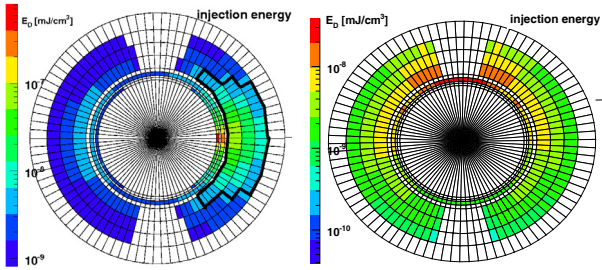 E_D [mJ/cm³]
injection energy
10⁻⁷
10⁻⁸
10⁻⁹
E_D [mJ/cm³]
injection energy
10⁻⁸
10⁻⁹
10⁻¹⁰